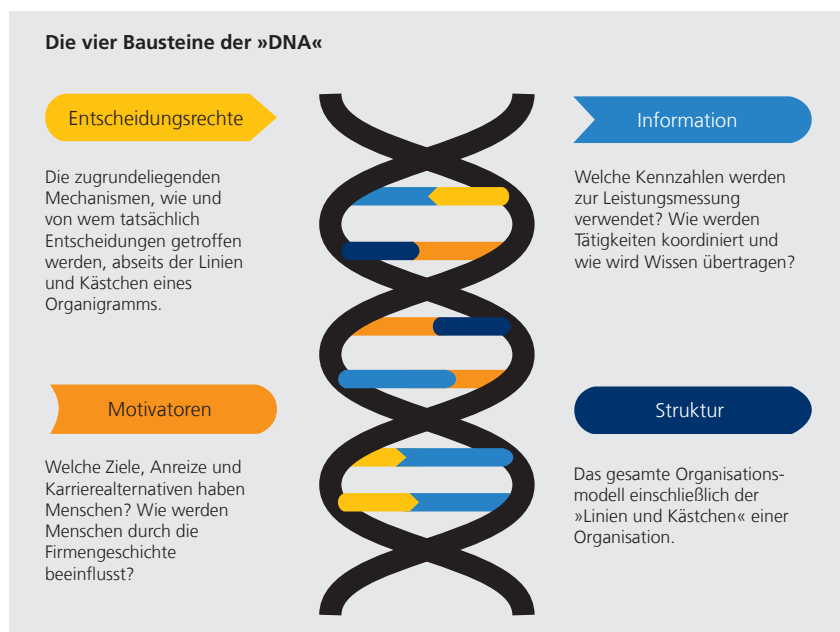 Die vier Bausteine der »DNA«
Entscheidungsrechte
Die zugrundeliegenden
Mechanismen, wie und
von wem tatsächlich
Entscheidungen getroffen
werden, abseits der Linien
und Kästchen eines
Organigramms.
Information
Welche Kennzahlen werden
zur Leistungsmessung
verwendet? Wie werden
Tätigkeiten koordiniert und
wie wird Wissen übertragen?
Motivatoren
Welche Ziele, Anreize und
Karrierealternativen haben
Menschen? Wie werden
Menschen durch die
Firmengeschichte
beeinflusst?
Struktur
Das gesamte Organisations-
modell einschließlich der
»Linien und Kästchen« einer
Organisation.